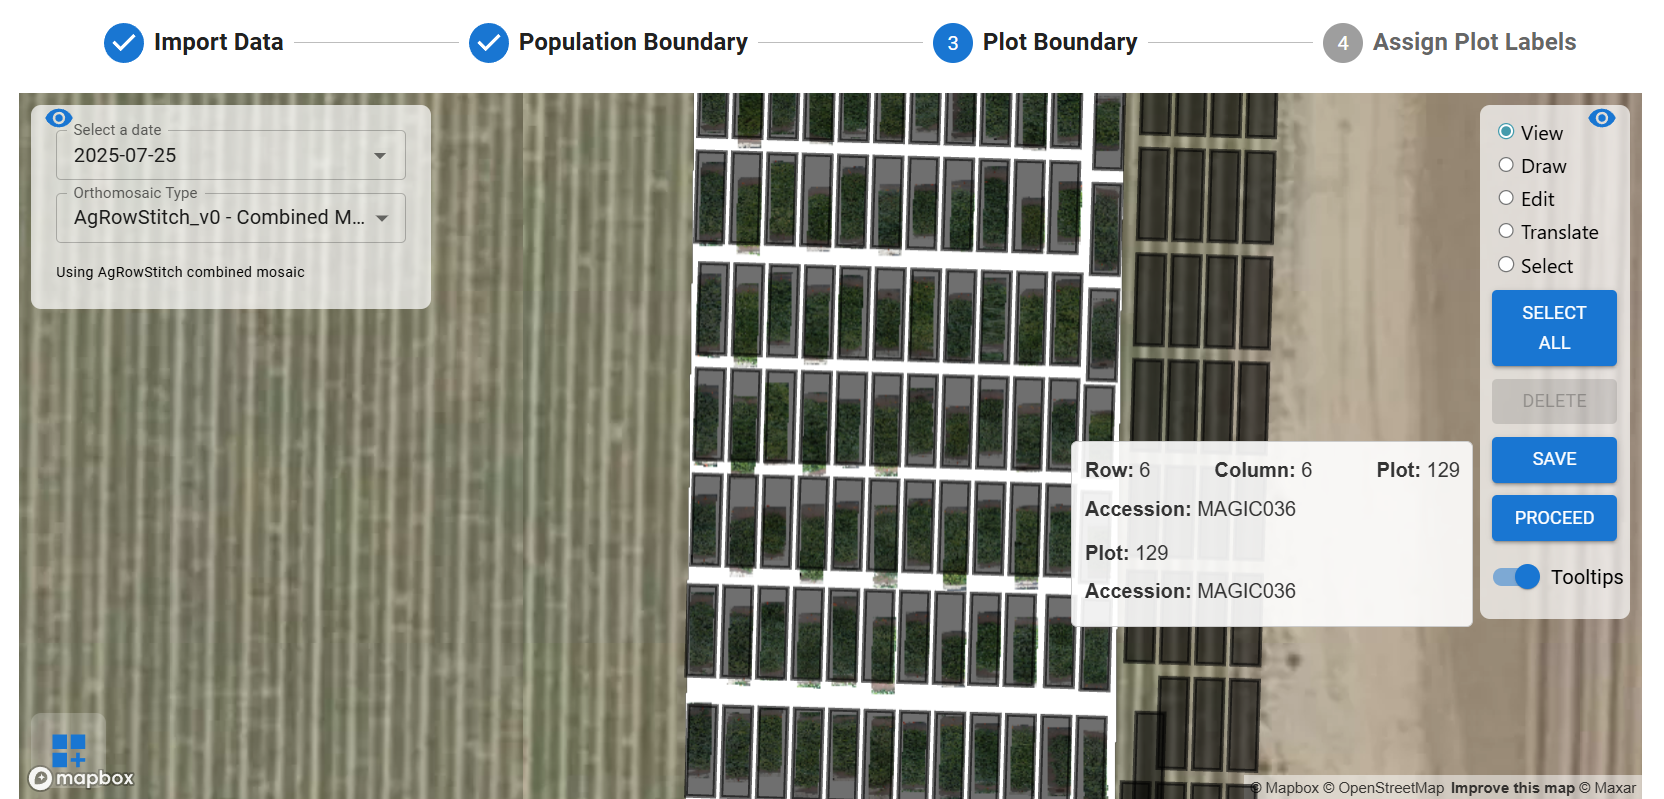 Import Data
Population Boundary
3 Plot Boundary
4 Assign Plot Labels
Select a date
2025-07-25
Orthomosaic Type
AgRowStitch_v0 - Combined M...
Using AgRowStitch combined mosaic
View
Draw
Edit
Translate
Select
SELECT
ALL
DELETE
SAVE
PROCEED
Tooltips
Row: 6 Column: 6 Plot: 129
Accession: MAGIC036
Plot: 129
Accession: MAGIC036
mapbox
© Mapbox © OpenStreetMap Improve this map © Maxar